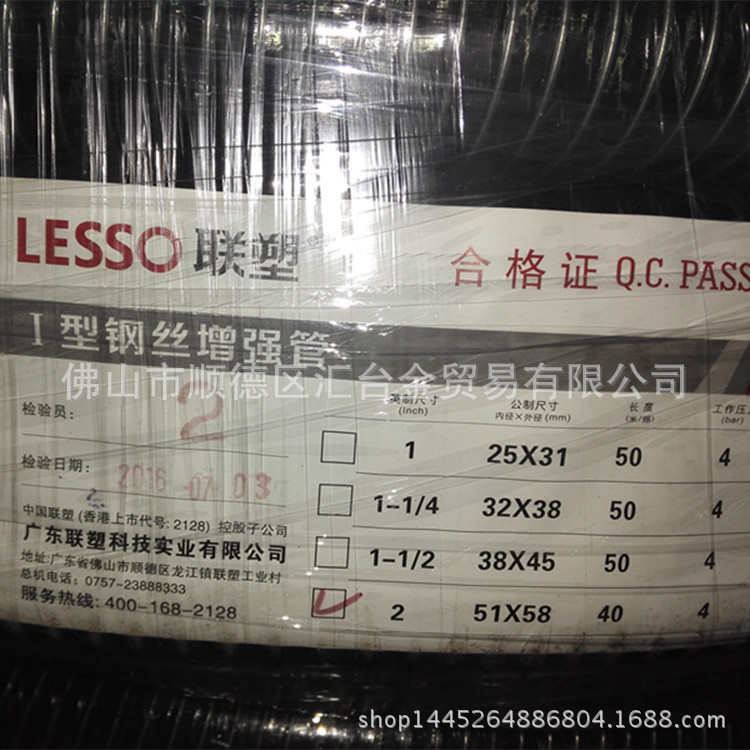 LESSO 联塑®
合格证 Q.C. PASS
I型钢丝增强管
佛山市顺德区汇台金贸易有限公司
检验员: 2
检验日期: 2016-07-03
中国联塑 (香港上市代号: 2128) 控股子公司
广东联塑科技实业有限公司
地址:广东省佛山市顺德区龙江镇联塑工业村
总机电话: 0757-23888333
服务热线: 400-168-2128
英制尺寸 (Inch) 公制尺寸 内径×外径 (mm) 长度 (米/捆) 工作压 (bar)
1 25X31 50 4
1-1/4 32X38 50 4
1-1/2 38X45 50 4
2 51X58 40 4
shop1445264886804.1688.com